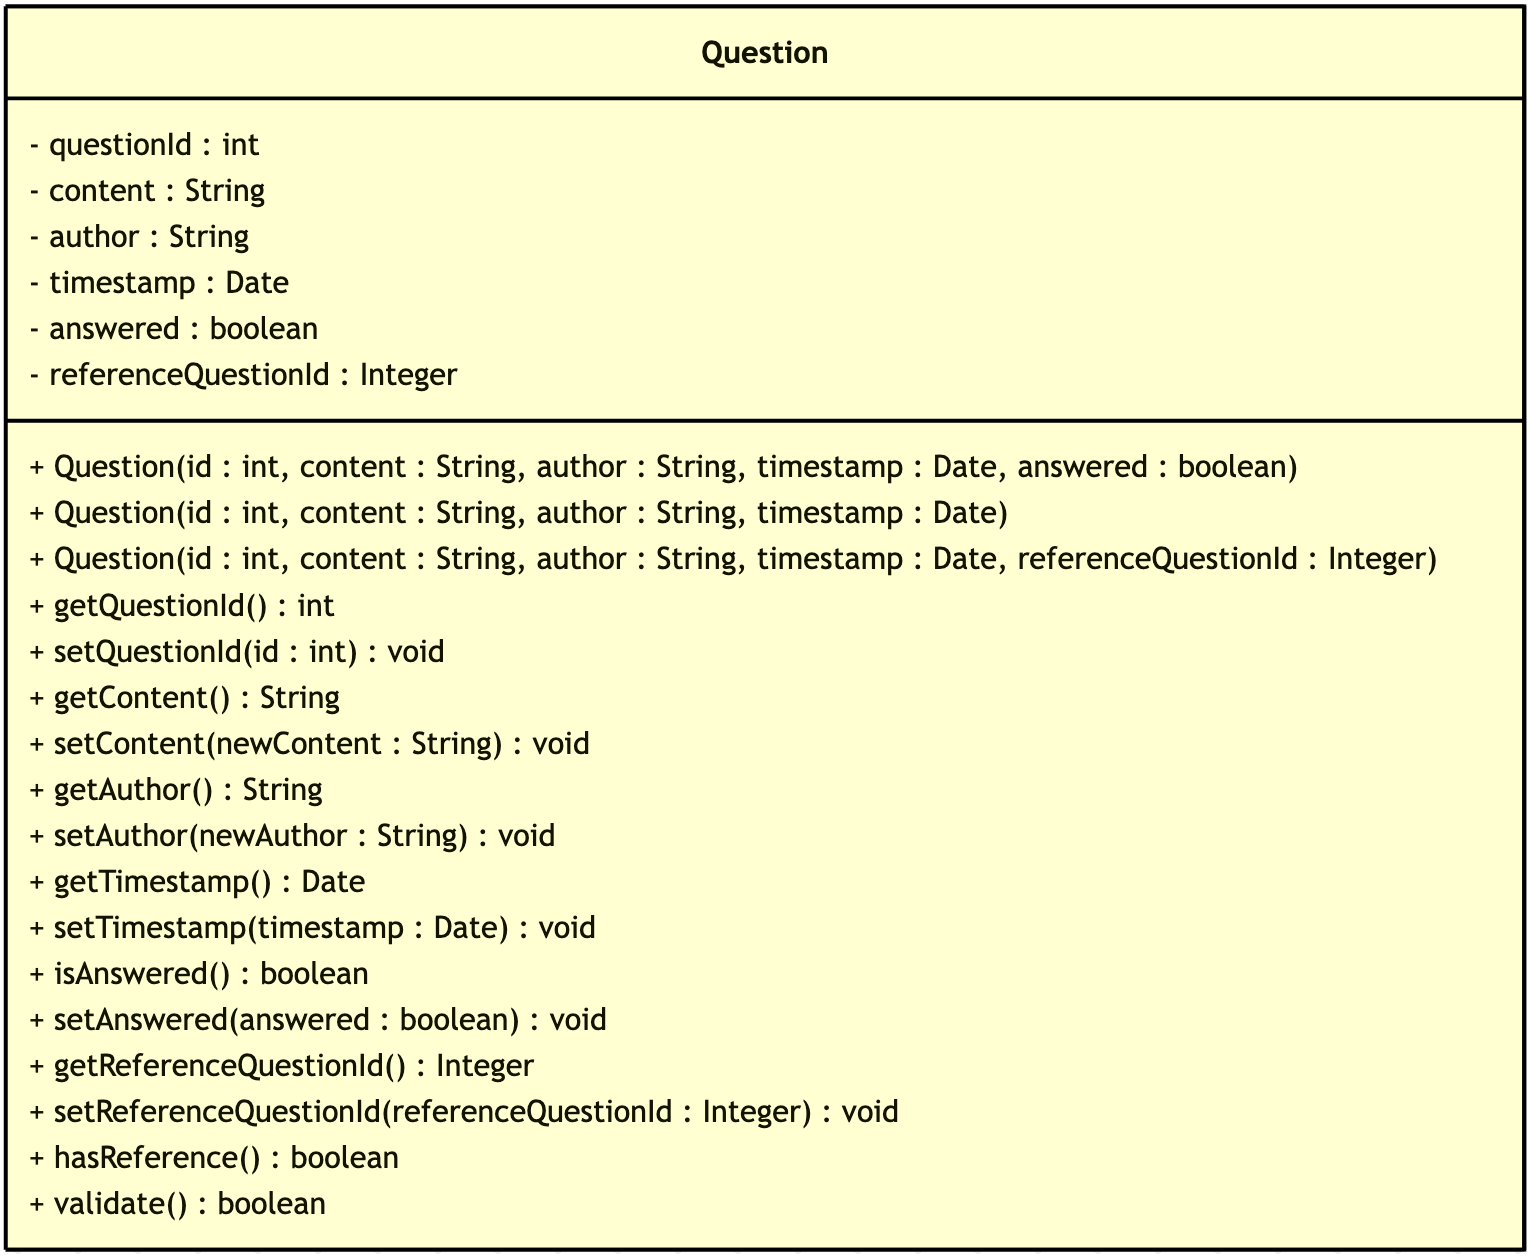 Question
- questionId : int
- content : String
- author : String
- timestamp : Date
- answered : boolean
- referenceQuestionId : Integer
+ Question(id : int, content : String, author : String, timestamp : Date, answered : boolean)
+ Question(id : int, content : String, author : String, timestamp : Date)
+ Question(id : int, content : String, author : String, timestamp : Date, referenceQuestionId : Integer)
+ getQuestionId() : int
+ setQuestionId(id : int) : void
+ getContent() : String
+ setContent(newContent : String) : void
+ getAuthor() : String
+ setAuthor(newAuthor : String) : void
+ getTimestamp() : Date
+ setTimestamp(timestamp : Date) : void
+ isAnswered() : boolean
+ setAnswered(answered : boolean) : void
+ getReferenceQuestionId() : Integer
+ setReferenceQuestionId(referenceQuestionId : Integer) : void
+ hasReference() : boolean
+ validate() : boolean